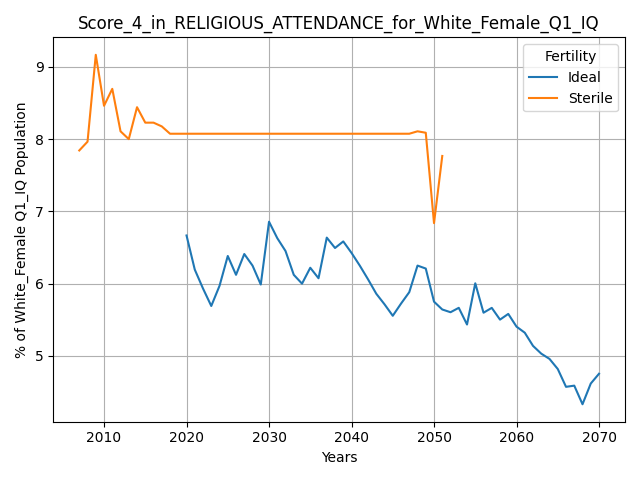 Score_4_in_RELIGIOUS_ATTENDANCE_for_White_Female_Q1_IQ
Fertility
Ideal
Sterile
% of White_Female Q1_IQ Population
9
8
7
6
5
2010 2020 2030 2040 2050 2060 2070
Years